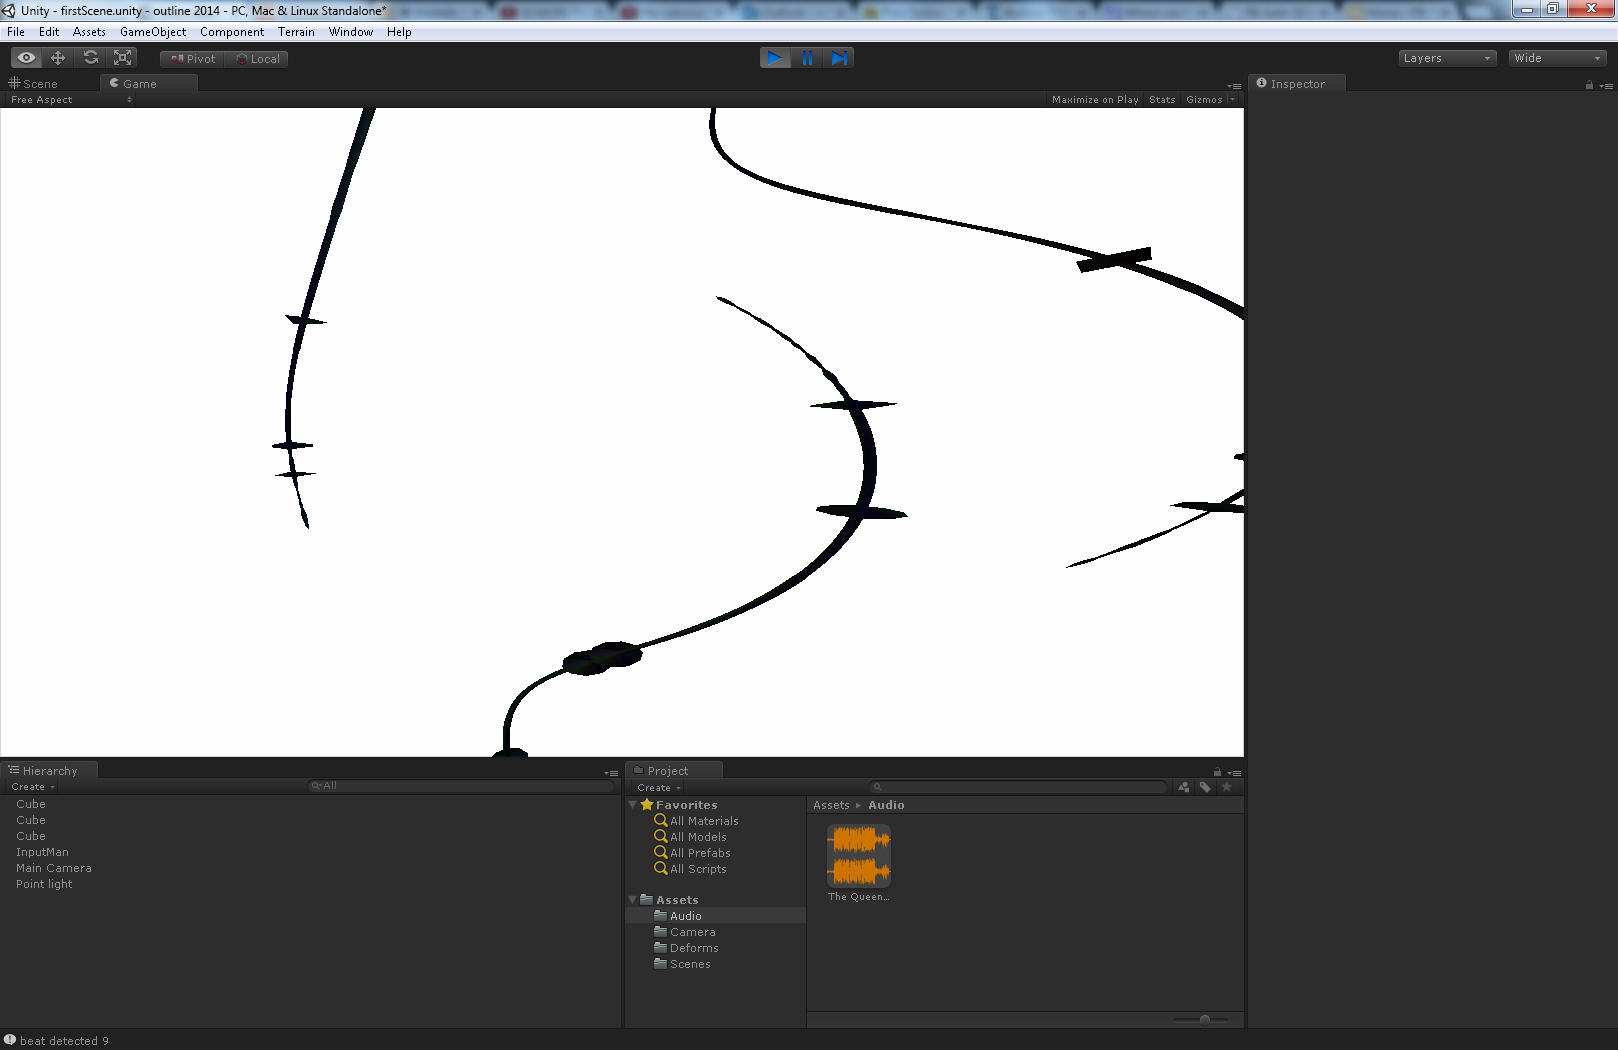 Unity - firstScene.unity - outline 2014 - PC, Mac & Linux Standalone*
File Edit Assets GameObject Component Terrain Window Help
Pivot Local Layers Wide
Scene Game Inspector
Free Aspect Maximize on Play Stats Gizmos
Hierarchy
Create All
Cube
Cube
Cube
InputMan
Main Camera
Point light
Project
Create
Favorites
All Materials
All Models
All Prefabs
All Scripts
Assets
Audio
Camera
Deforms
Scenes
Assets ▸ Audio
The Queen...
beat detected 9